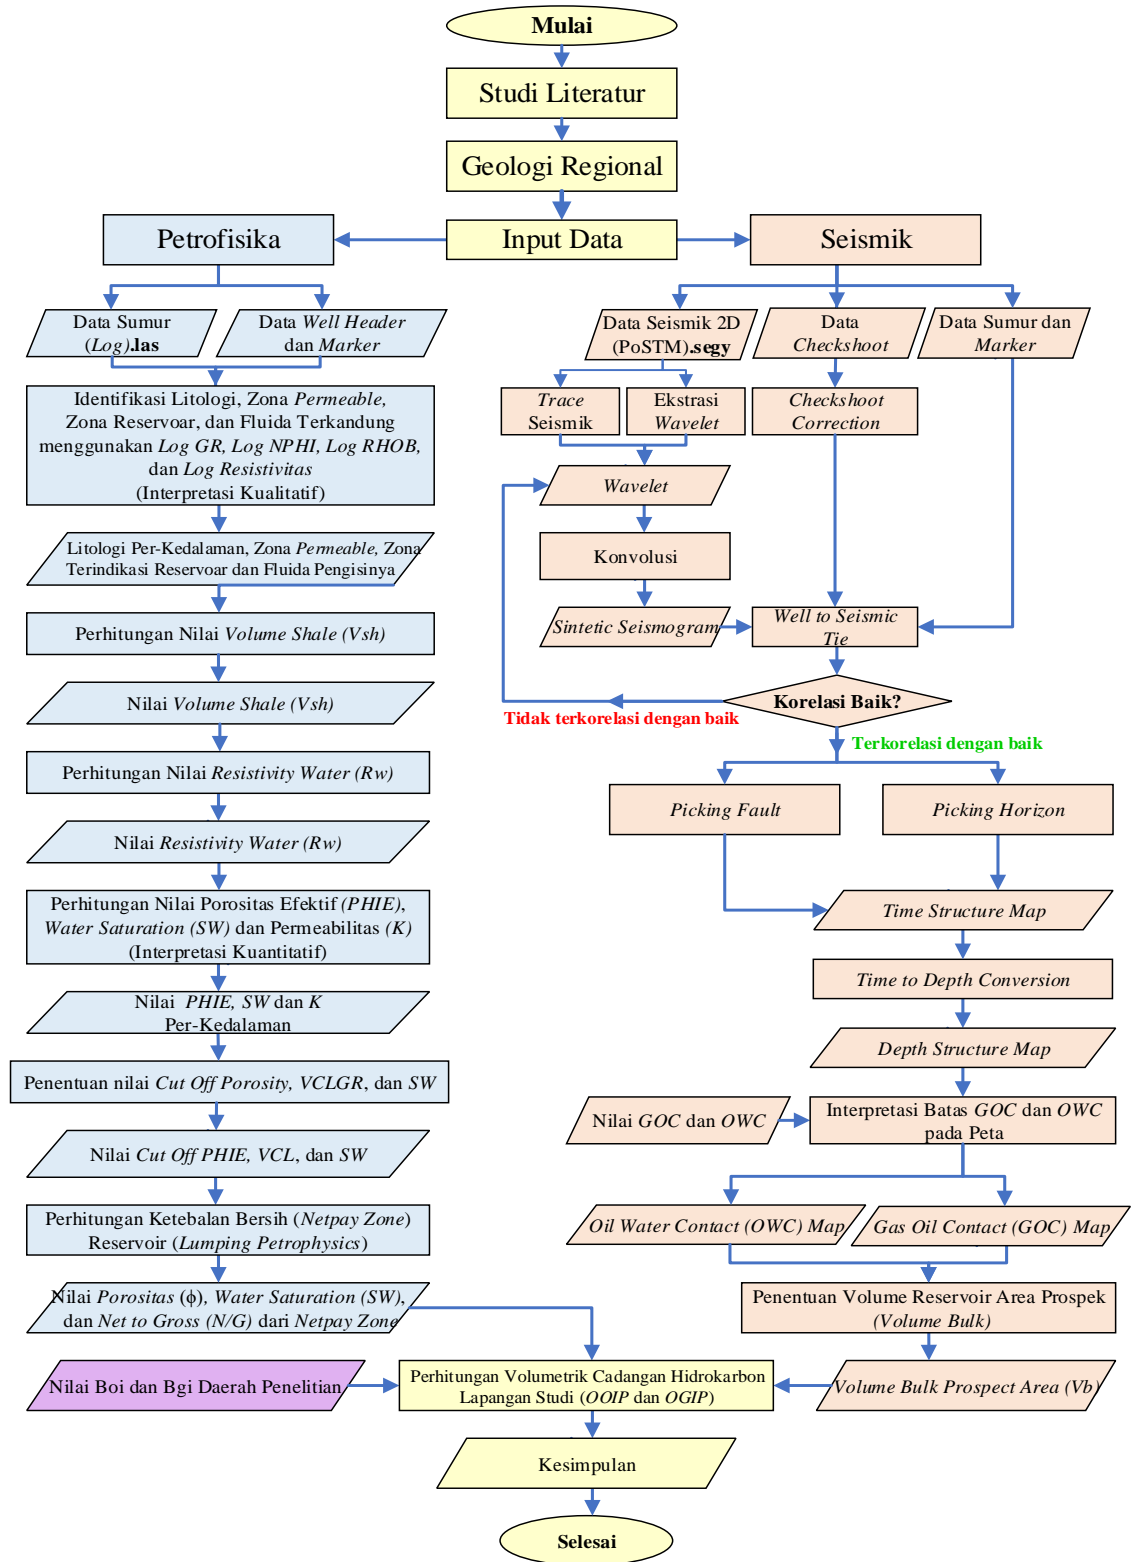 Mulai
Studi Literatur
Geologi Regional
Input Data
Petrofisika
Seismik
Data Sumur
(Log).las
Data Well Header
dan Marker
Identifikasi Litologi, Zona Permeable,
Zona Reservoar, dan Fluida Terkandung
menggunakan Log GR, Log NPHI, Log RHOB,
dan Log Resistivitas
(Interpretasi Kualitatif)
Litologi Per-Kedalaman, Zona Permeable, Zona
Terindikasi Reservoar dan Fluida Pengisinya
Perhitungan Nilai Volume Shale (Vsh)
Nilai Volume Shale (Vsh)
Perhitungan Nilai Resistivity Water (Rw)
Nilai Resistivity Water (Rw)
Perhitungan Nilai Porositas Efektif (PHIE),
Water Saturation (SW) dan Permeabilitas (K)
(Interpretasi Kuantitatif)
Nilai PHIE, SW dan K
Per-Kedalaman
Penentuan nilai Cut Off Porosity, VCLGR, dan SW
Nilai Cut Off PHIE, VCL, dan SW
Perhitungan Ketebalan Bersih (Netpay Zone)
Reservoir (Lumping Petrophysics)
Nilai Porositas (ϕ), Water Saturation (SW),
dan Net to Gross (N/G) dari Netpay Zone
Nilai Boi dan Bgi Daerah Penelitian
Data Seismik 2D
(PoSTM).segy
Data
Checkshoot
Data Sumur dan
Marker
Trace
Seismik
Ekstrasi
Wavelet
Checkshoot
Correction
Wavelet
Konvolusi
Sintetic Seismogram
Well to Seismic
Tie
Korelasi Baik?
Tidak terkorelasi dengan baik
Terkorelasi dengan baik
Picking Fault
Picking Horizon
Time Structure Map
Time to Depth Conversion
Depth Structure Map
Nilai GOC dan OWC
Interpretasi Batas GOC dan OWC
pada Peta
Oil Water Contact (OWC) Map
Gas Oil Contact (GOC) Map
Penentuan Volume Reservoir Area Prospek
(Volume Bulk)
Volume Bulk Prospect Area (Vb)
Perhitungan Volumetrik Cadangan Hidrokarbon
Lapangan Studi (OOIP dan OGIP)
Kesimpulan
Selesai